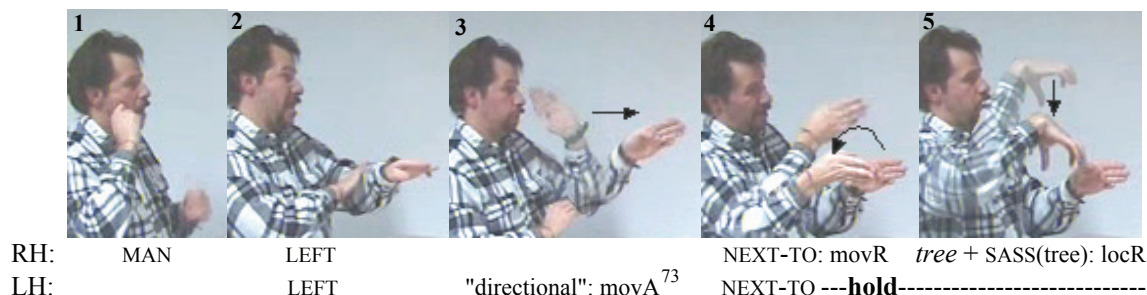 1 2 3 4 5
RH: MAN LEFT NEXT-TO: movR tree + SASS(tree): locR
LH: LEFT "directional": movA73 NEXT-TO ---hold----------------------------